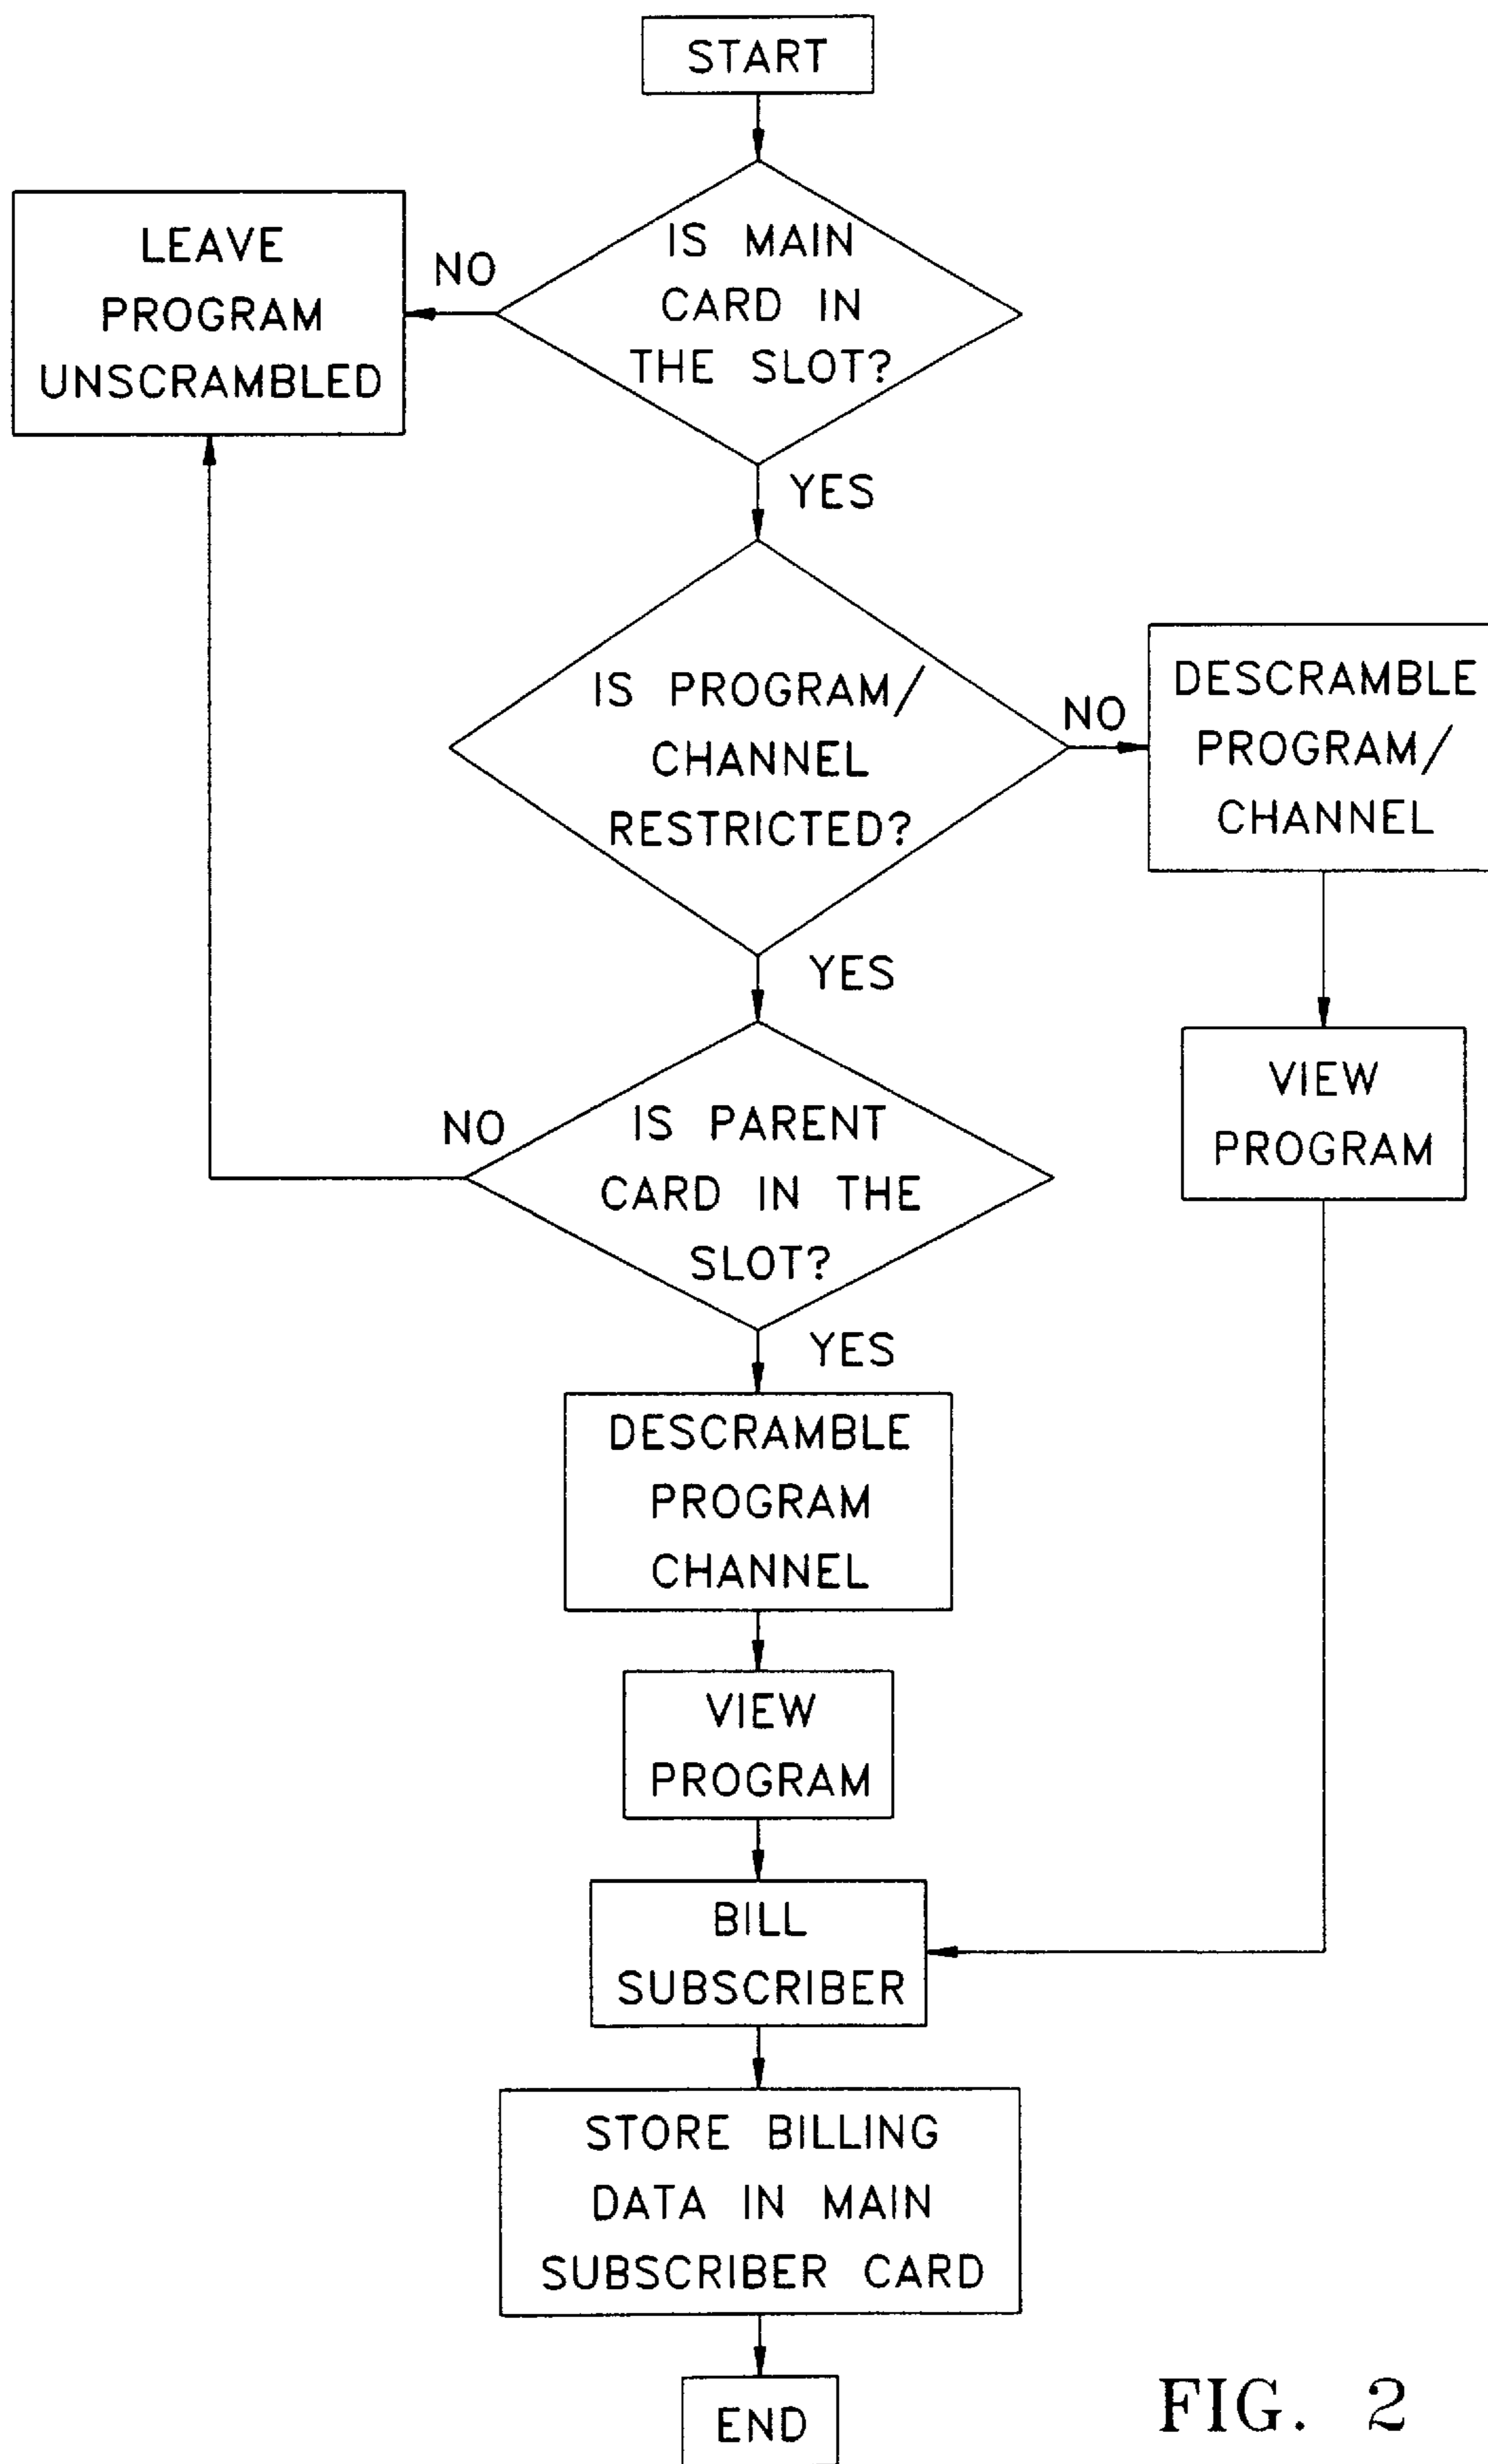 START
IS MAIN
CARD IN
THE SLOT?
NO
LEAVE
PROGRAM
UNSCRAMBLED
YES
IS PROGRAM/
CHANNEL
RESTRICTED?
NO
DESCRAMBLE
PROGRAM/
CHANNEL
VIEW
PROGRAM
YES
IS PARENT
CARD IN THE
SLOT?
NO
YES
DESCRAMBLE
PROGRAM
CHANNEL
VIEW
PROGRAM
BILL
SUBSCRIBER
STORE BILLING
DATA IN MAIN
SUBSCRIBER CARD
END
FIG. 2